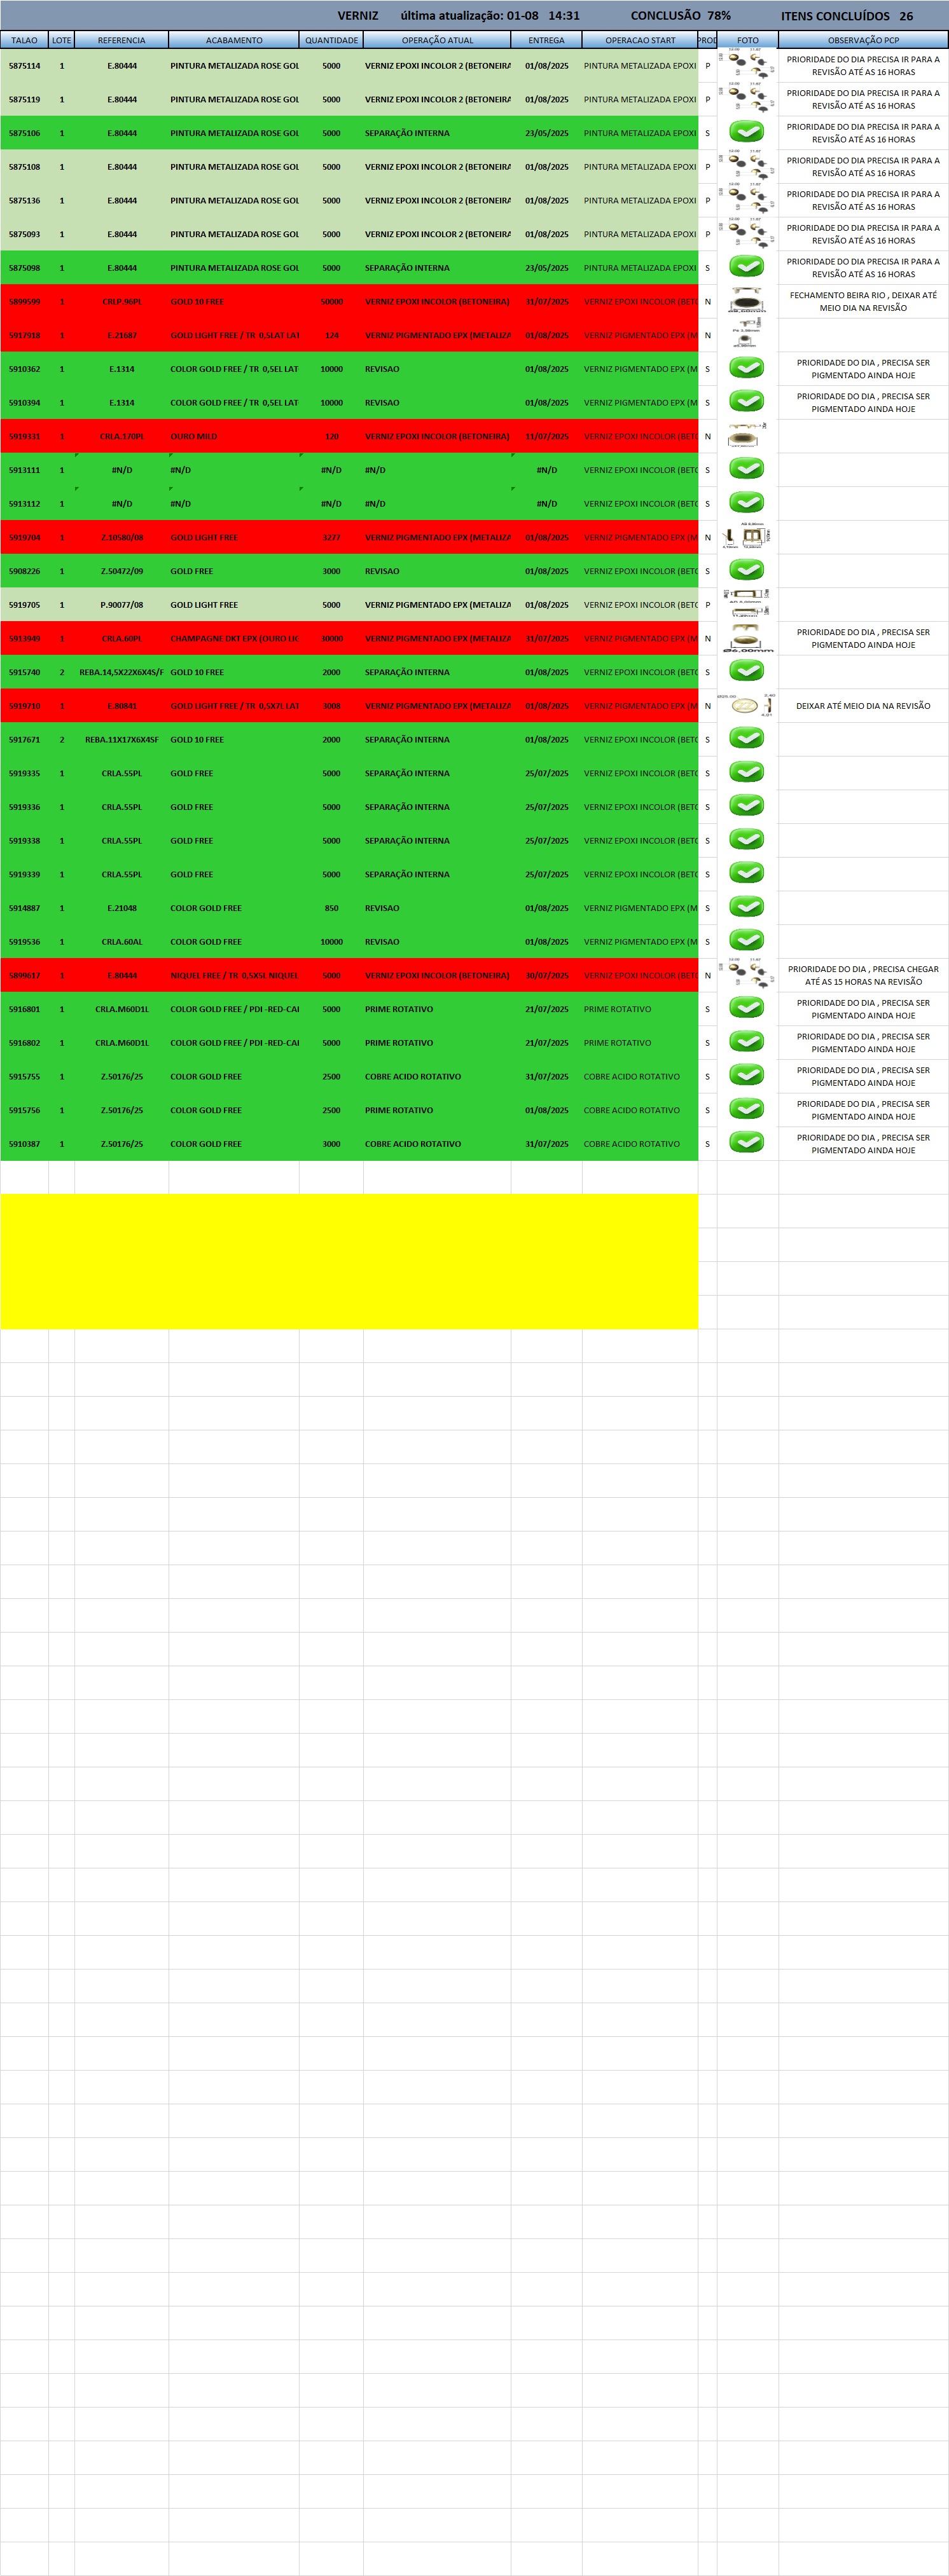 VERNIZ última atualização: 01-08 14:31 CONCLUSÃO 78% ITENS CONCLUÍDOS 26
TALAO LOTE REFERENCIA ACABAMENTO QUANTIDADE OPERAÇÃO ATUAL ENTREGA OPERACAO START PROD FOTO OBSERVAÇÃO PCP
5875114 1 E.80444 PINTURA METALIZADA ROSE GOL 5000 VERNIZ EPOXI INCOLOR 2 (BETONEIRA 01/08/2025 PINTURA METALIZADA EPOXI P PRIORIDADE DO DIA PRECISA IR PARA A
REVISÃO ATÉ AS 16 HORAS
5875119 1 E.80444 PINTURA METALIZADA ROSE GOL 5000 VERNIZ EPOXI INCOLOR 2 (BETONEIRA 01/08/2025 PINTURA METALIZADA EPOXI P PRIORIDADE DO DIA PRECISA IR PARA A
REVISÃO ATÉ AS 16 HORAS
5875106 1 E.80444 PINTURA METALIZADA ROSE GOL 5000 SEPARAÇÃO INTERNA 23/05/2025 PINTURA METALIZADA EPOXI S PRIORIDADE DO DIA PRECISA IR PARA A
REVISÃO ATÉ AS 16 HORAS
5875108 1 E.80444 PINTURA METALIZADA ROSE GOL 5000 VERNIZ EPOXI INCOLOR 2 (BETONEIRA 01/08/2025 PINTURA METALIZADA EPOXI P PRIORIDADE DO DIA PRECISA IR PARA A
REVISÃO ATÉ AS 16 HORAS
5875136 1 E.80444 PINTURA METALIZADA ROSE GOL 5000 VERNIZ EPOXI INCOLOR 2 (BETONEIRA 01/08/2025 PINTURA METALIZADA EPOXI P PRIORIDADE DO DIA PRECISA IR PARA A
REVISÃO ATÉ AS 16 HORAS
5875093 1 E.80444 PINTURA METALIZADA ROSE GOL 5000 VERNIZ EPOXI INCOLOR 2 (BETONEIRA 01/08/2025 PINTURA METALIZADA EPOXI P PRIORIDADE DO DIA PRECISA IR PARA A
REVISÃO ATÉ AS 16 HORAS
5875098 1 E.80444 PINTURA METALIZADA ROSE GOL 5000 SEPARAÇÃO INTERNA 23/05/2025 PINTURA METALIZADA EPOXI S PRIORIDADE DO DIA PRECISA IR PARA A
REVISÃO ATÉ AS 16 HORAS
5899599 1 CRLP.96PL GOLD 10 FREE 50000 VERNIZ EPOXI INCOLOR (BETONEIRA) 31/07/2025 VERNIZ EPOXI INCOLOR (BETO N FECHAMENTO BEIRA RIO , DEIXAR ATÉ
MEIO DIA NA REVISÃO
5917918 1 E.21687 GOLD LIGHT FREE / TR 0,5LAT LAT 124 VERNIZ PIGMENTADO EPX (METALIZA 01/08/2025 VERNIZ PIGMENTADO EPX (M N
5910362 1 E.1314 COLOR GOLD FREE / TR 0,5EL LAT 10000 REVISAO 01/08/2025 VERNIZ PIGMENTADO EPX (M S PRIORIDADE DO DIA , PRECISA SER
PIGMENTADO AINDA HOJE
5910394 1 E.1314 COLOR GOLD FREE / TR 0,5EL LAT 10000 REVISAO 01/08/2025 VERNIZ PIGMENTADO EPX (M S PRIORIDADE DO DIA , PRECISA SER
PIGMENTADO AINDA HOJE
5919331 1 CRLA.170PL OURO MILD 120 VERNIZ EPOXI INCOLOR (BETONEIRA) 11/07/2025 VERNIZ EPOXI INCOLOR (BETO N
5913111 1 #N/D #N/D #N/D #N/D #N/D VERNIZ EPOXI INCOLOR (BETO S
5913112 1 #N/D #N/D #N/D #N/D #N/D VERNIZ EPOXI INCOLOR (BETO S
5919704 1 Z.10580/08 GOLD LIGHT FREE 3277 VERNIZ PIGMENTADO EPX (METALIZA 01/08/2025 VERNIZ PIGMENTADO EPX (M N
5908226 1 Z.50472/09 GOLD FREE 3000 REVISAO 01/08/2025 VERNIZ EPOXI INCOLOR (BETO S
5919705 1 P.90077/08 GOLD LIGHT FREE 5000 VERNIZ PIGMENTADO EPX (METALIZA 01/08/2025 VERNIZ EPOXI INCOLOR (BETO P
5913949 1 CRLA.60PL CHAMPAGNE DKT EPX (OURO LIG 30000 VERNIZ PIGMENTADO EPX (METALIZA 31/07/2025 VERNIZ PIGMENTADO EPX (M N Ø6,00mm PRIORIDADE DO DIA , PRECISA SER
PIGMENTADO AINDA HOJE
5915740 2 REBA.14,5X22X6X4S/F GOLD 10 FREE 2000 SEPARAÇÃO INTERNA 01/08/2025 VERNIZ EPOXI INCOLOR (BETO S
5919710 1 E.80841 GOLD LIGHT FREE / TR 0,5X7L LAT 3008 VERNIZ PIGMENTADO EPX (METALIZA 01/08/2025 VERNIZ PIGMENTADO EPX (M N DEIXAR ATÉ MEIO DIA NA REVISÃO
5917671 2 REBA.11X17X6X4SF GOLD 10 FREE 2000 SEPARAÇÃO INTERNA 01/08/2025 VERNIZ EPOXI INCOLOR (BETO S
5919335 1 CRLA.55PL GOLD FREE 5000 SEPARAÇÃO INTERNA 25/07/2025 VERNIZ EPOXI INCOLOR (BETO S
5919336 1 CRLA.55PL GOLD FREE 5000 SEPARAÇÃO INTERNA 25/07/2025 VERNIZ EPOXI INCOLOR (BETO S
5919338 1 CRLA.55PL GOLD FREE 5000 SEPARAÇÃO INTERNA 25/07/2025 VERNIZ EPOXI INCOLOR (BETO S
5919339 1 CRLA.55PL GOLD FREE 5000 SEPARAÇÃO INTERNA 25/07/2025 VERNIZ EPOXI INCOLOR (BETO S
5914887 1 E.21048 COLOR GOLD FREE 850 REVISAO 01/08/2025 VERNIZ PIGMENTADO EPX (M S
5919536 1 CRLA.60AL COLOR GOLD FREE 10000 REVISAO 01/08/2025 VERNIZ PIGMENTADO EPX (M S
5899617 1 E.80444 NIQUEL FREE / TR 0,5X5L NIQUEL 5000 VERNIZ EPOXI INCOLOR (BETONEIRA) 30/07/2025 VERNIZ EPOXI INCOLOR (BETO N PRIORIDADE DO DIA , PRECISA CHEGAR
ATÉ AS 15 HORAS NA REVISÃO
5916801 1 CRLA.M60D1L COLOR GOLD FREE / PDI -RED-CAI 5000 PRIME ROTATIVO 21/07/2025 PRIME ROTATIVO S PRIORIDADE DO DIA , PRECISA SER
PIGMENTADO AINDA HOJE
5916802 1 CRLA.M60D1L COLOR GOLD FREE / PDI -RED-CAI 5000 PRIME ROTATIVO 21/07/2025 PRIME ROTATIVO S PRIORIDADE DO DIA , PRECISA SER
PIGMENTADO AINDA HOJE
5915755 1 Z.50176/25 COLOR GOLD FREE 2500 COBRE ACIDO ROTATIVO 31/07/2025 COBRE ACIDO ROTATIVO S PRIORIDADE DO DIA , PRECISA SER
PIGMENTADO AINDA HOJE
5915756 1 Z.50176/25 COLOR GOLD FREE 2500 PRIME ROTATIVO 01/08/2025 COBRE ACIDO ROTATIVO S PRIORIDADE DO DIA , PRECISA SER
PIGMENTADO AINDA HOJE
5910387 1 Z.50176/25 COLOR GOLD FREE 3000 COBRE ACIDO ROTATIVO 31/07/2025 COBRE ACIDO ROTATIVO S PRIORIDADE DO DIA , PRECISA SER
PIGMENTADO AINDA HOJE